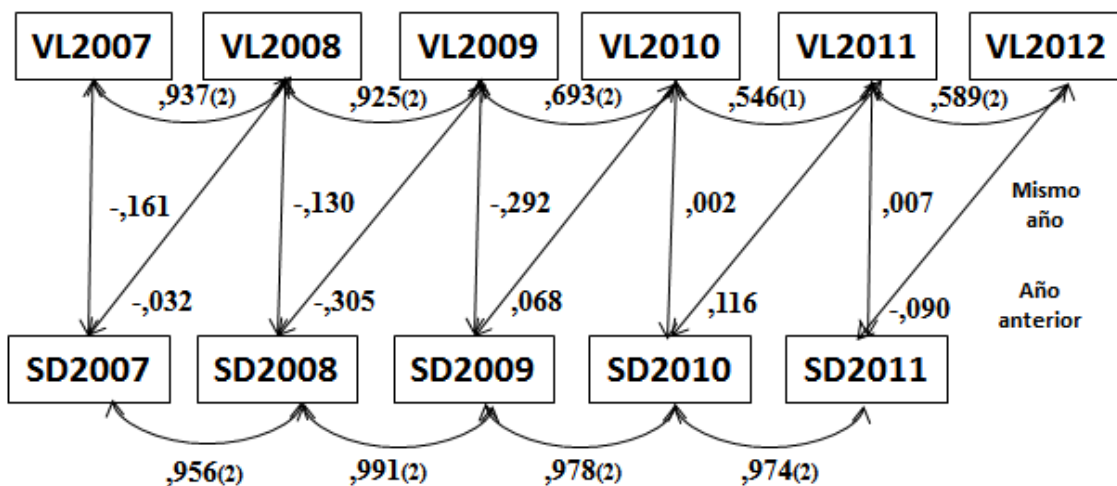 VL2007 VL2008 VL2009 VL2010 VL2011 VL2012
,937(2) ,925(2) ,693(2) ,546(1) ,589(2)
-,161 -,130 -,292 ,002 ,007 Mismo
año
-,032 -,305 ,068 ,116 -,090 Año
anterior
SD2007 SD2008 SD2009 SD2010 SD2011
,956(2) ,991(2) ,978(2) ,974(2)